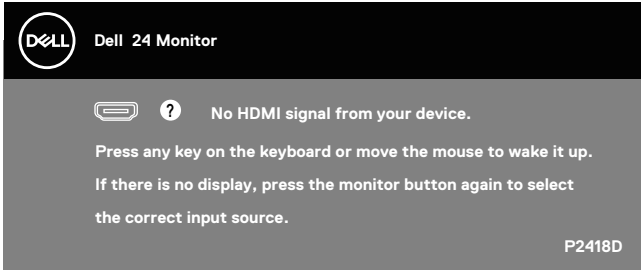 DELL
Dell 24 Monitor
? No HDMI signal from your device.
Press any key on the keyboard or move the mouse to wake it up.
If there is no display, press the monitor button again to select
the correct input source.
P2418D